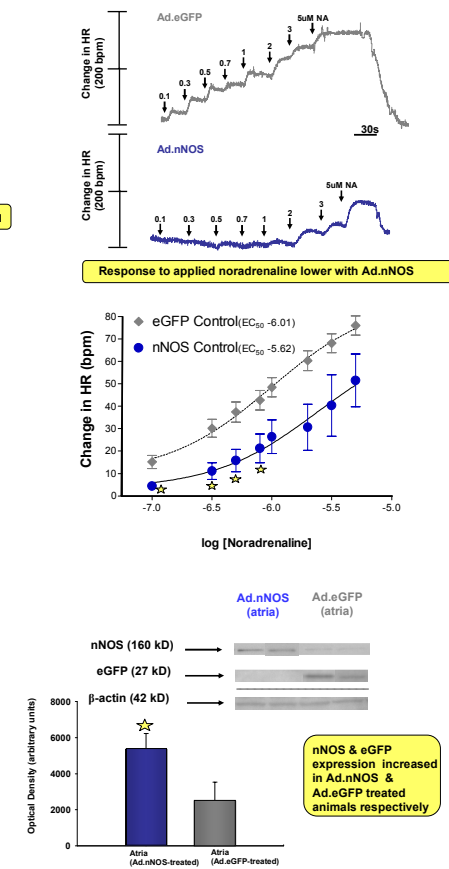 Ad.eGFP
Change in HR
(200 bpm)
0.1
0.3
0.5
0.7
1
2
3
5uM NA
30s
Ad.nNOS
Change in HR
(200 bpm)
0.1
0.3
0.5
0.7
1
2
3
5uM NA
Response to applied noradrenaline lower with Ad.nNOS
Change in HR (bpm)
80
70
60
50
40
30
20
10
0
eGFP Control(EC50 -6.01)
nNOS Control(EC50 -5.62)
-7.0
-6.5
-6.0
-5.5
-5.0
log [Noradrenaline]
Ad.nNOS
(atria)
Ad.eGFP
(atria)
nNOS (160 kD)
eGFP (27 kD)
β-actin (42 kD)
Optical Density (arbitrary units)
8000
6000
4000
2000
0
Atria
(Ad.nNOS-treated)
Atria
(Ad.eGFP-treated)
nNOS & eGFP
expression increased
in Ad.nNOS &
Ad.eGFP treated
animals respectively